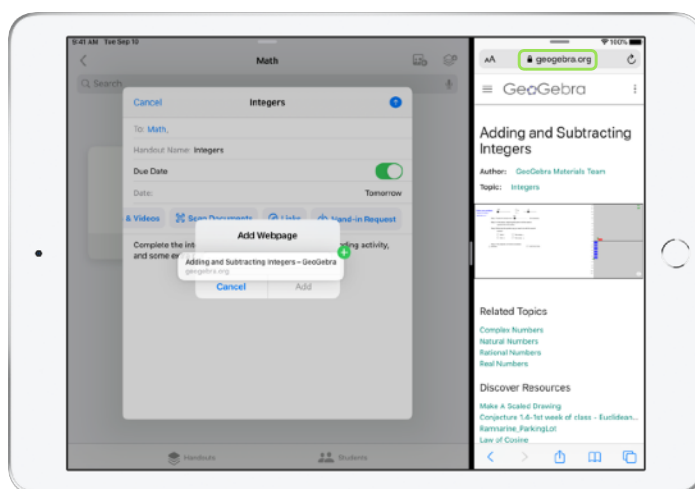 9:41 AM Tue Sep 10
Math
Search
Cancel
Integers
To: Math,
Handout Name: Integers
Due Date
Date:
Tomorrow
& Videos
Scan Documents
Links
Hand-in Request
Complete the
ding activity,
and some
Add Webpage
Adding and Subtracting Integers – GeoGebra
geogebra.org
Cancel
Add
Handouts
Students
100%
AA
geogebra.org
GeoGebra
Adding and Subtracting
Integers
Author: GeoGebra Materials Team
Topic: Integers
Related Topics
Complex Numbers
Natural Numbers
Rational Numbers
Real Numbers
Discover Resources
Make A Scaled Drawing
Conjecture 1.4-1st week of class - Euclidean...
Ramnarine_ParkingLot
Law of Cosine